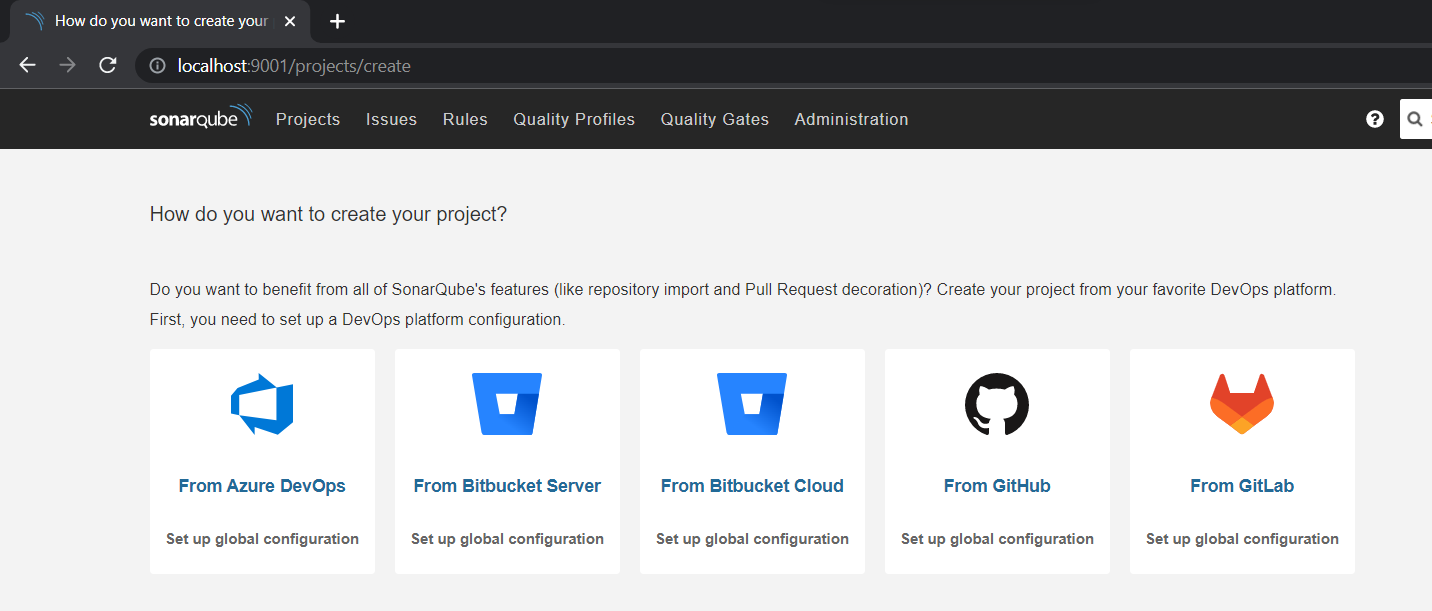 How do you want to create your
localhost:9001/projects/create
sonarqube Projects Issues Rules Quality Profiles Quality Gates Administration
How do you want to create your project?
Do you want to benefit from all of SonarQube's features (like repository import and Pull Request decoration)? Create your project from your favorite DevOps platform.
First, you need to set up a DevOps platform configuration.
From Azure DevOps From Bitbucket Server From Bitbucket Cloud From GitHub From GitLab
Set up global configuration Set up global configuration Set up global configuration Set up global configuration Set up global configuration